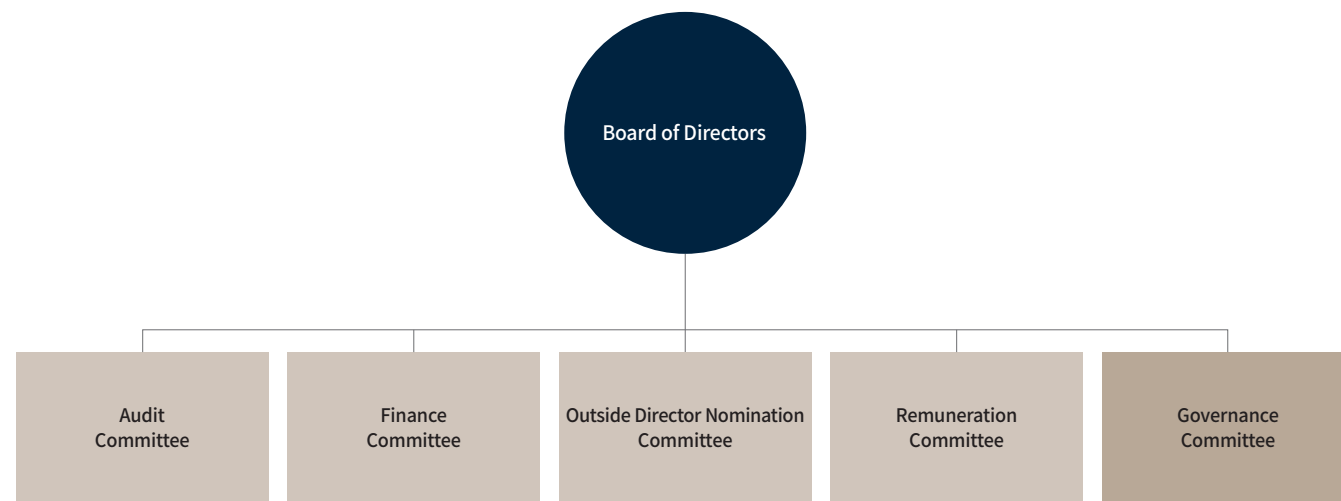 Board of Directors
Audit
Committee
Finance
Committee
Outside Director Nomination
Committee
Remuneration
Committee
Governance
Committee